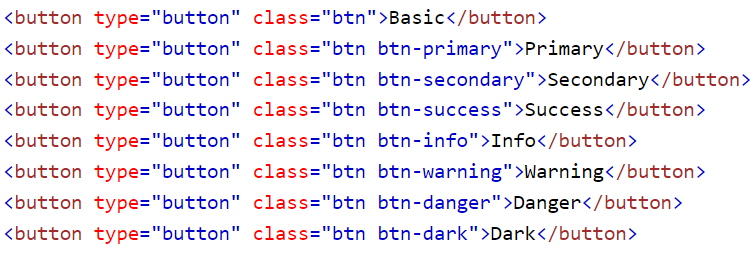 <button type="button" class="btn">Basic</button>
<button type="button" class="btn btn-primary">Primary</button>
<button type="button" class="btn btn-secondary">Secondary</button>
<button type="button" class="btn btn-success">Success</button>
<button type="button" class="btn btn-info">Info</button>
<button type="button" class="btn btn-warning">Warning</button>
<button type="button" class="btn btn-danger">Danger</button>
<button type="button" class="btn btn-dark">Dark</button>